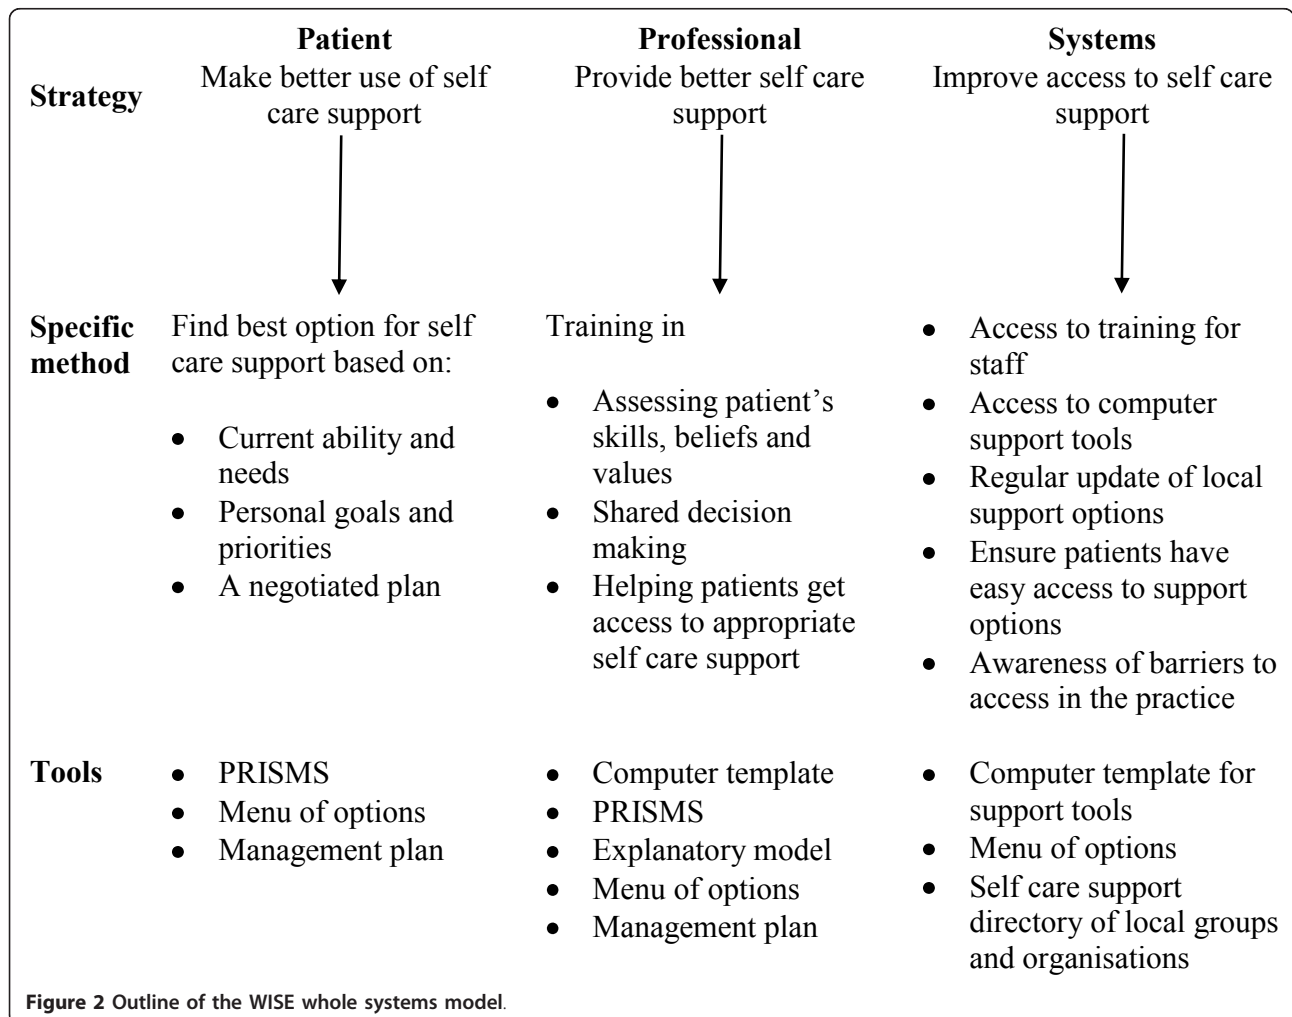 Patient
Professional
Systems
Strategy
Make better use of self
care support
Provide better self care
support
Improve access to self care
support
Specific
method
Find best option for self
care support based on:
• Current ability and
needs
• Personal goals and
priorities
• A negotiated plan
Training in
• Assessing patient’s
skills, beliefs and
values
• Shared decision
making
• Helping patients get
access to appropriate
self care support
• Access to training for
staff
• Access to computer
support tools
• Regular update of local
support options
• Ensure patients have
easy access to support
options
• Awareness of barriers to
access in the practice
Tools
• PRISMS
• Menu of options
• Management plan
• Computer template
• PRISMS
• Explanatory model
• Menu of options
• Management plan
• Computer template for
support tools
• Menu of options
• Self care support
directory of local groups
and organisations
Figure 2 Outline of the WISE whole systems model.